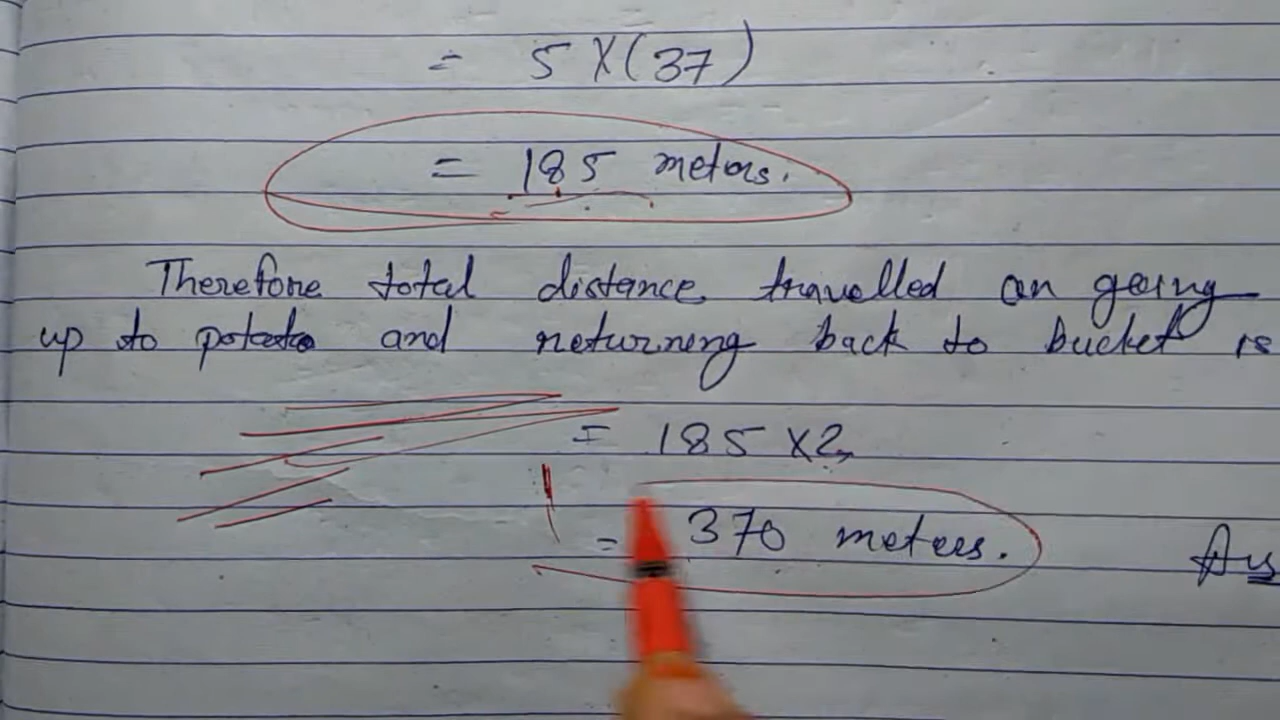 = 5 X (37)
= 185 meters.
Therefore total distance travelled on going
up to potato and returning back to bucket is
= 185 X 2
= 370 meters. Ans